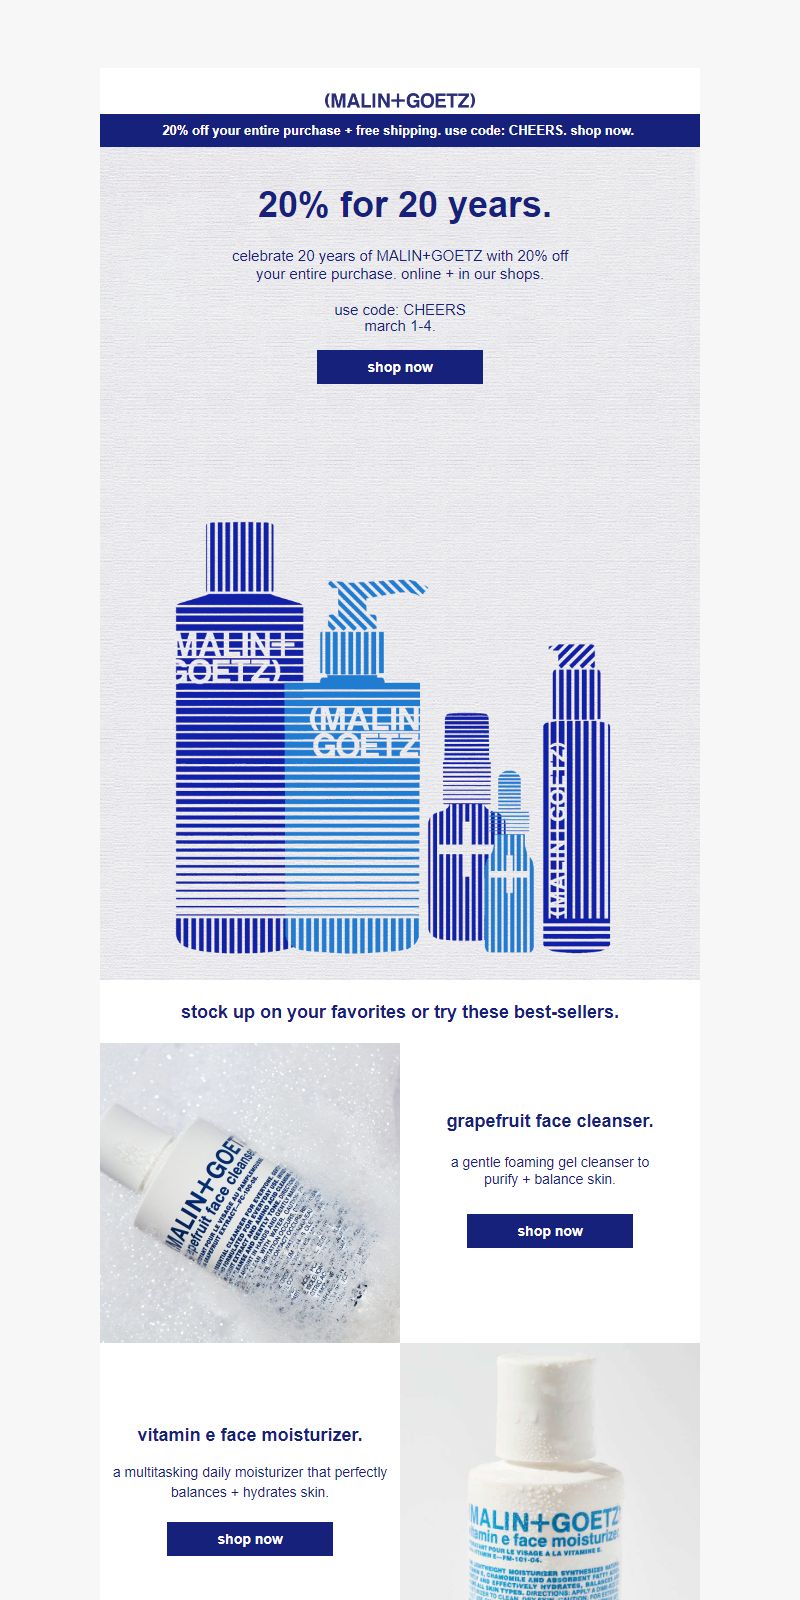 (MALIN+GOETZ)
20% off your entire purchase + free shipping. use code: CHEERS. shop now.
20% for 20 years.
celebrate 20 years of MALIN+GOETZ with 20% off
your entire purchase. online + in our shops.
use code: CHEERS
march 1-4.
shop now
MALIN+
GOETZ)
(MALIN
GOETZ
(MALIN+GOETZ)
stock up on your favorites or try these best-sellers.
MALIN+GOET
face cleanser
grapefruit face cleanser.
a gentle foaming gel cleanser to
purify + balance skin.
shop now
vitamin e face moisturizer.
a multitasking daily moisturizer that perfectly
balances + hydrates skin.
shop now
MALIN+GOETZ
vitamin e face moisturizer.